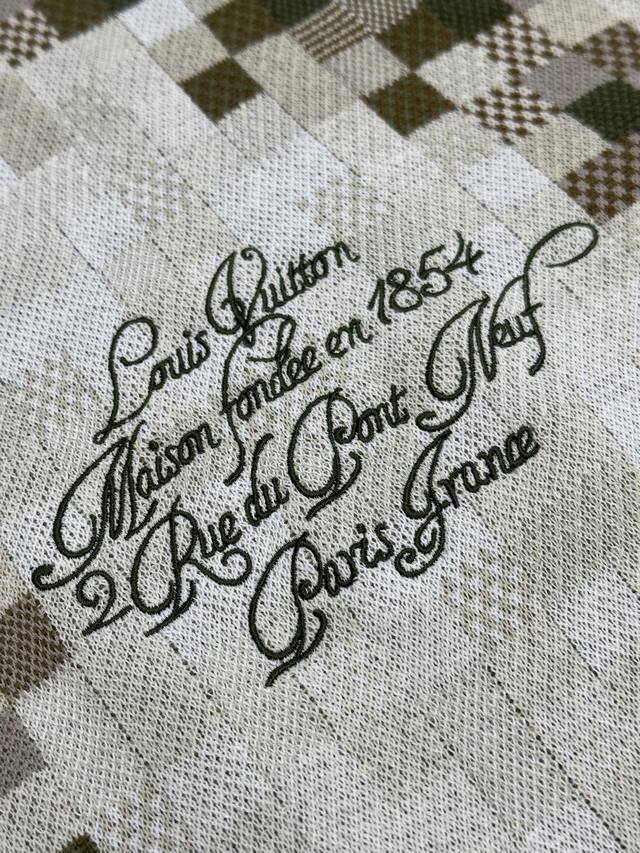 Louis Vuitton
Maison fondée en 1854
2 Rue du Pont Neuf
Paris France